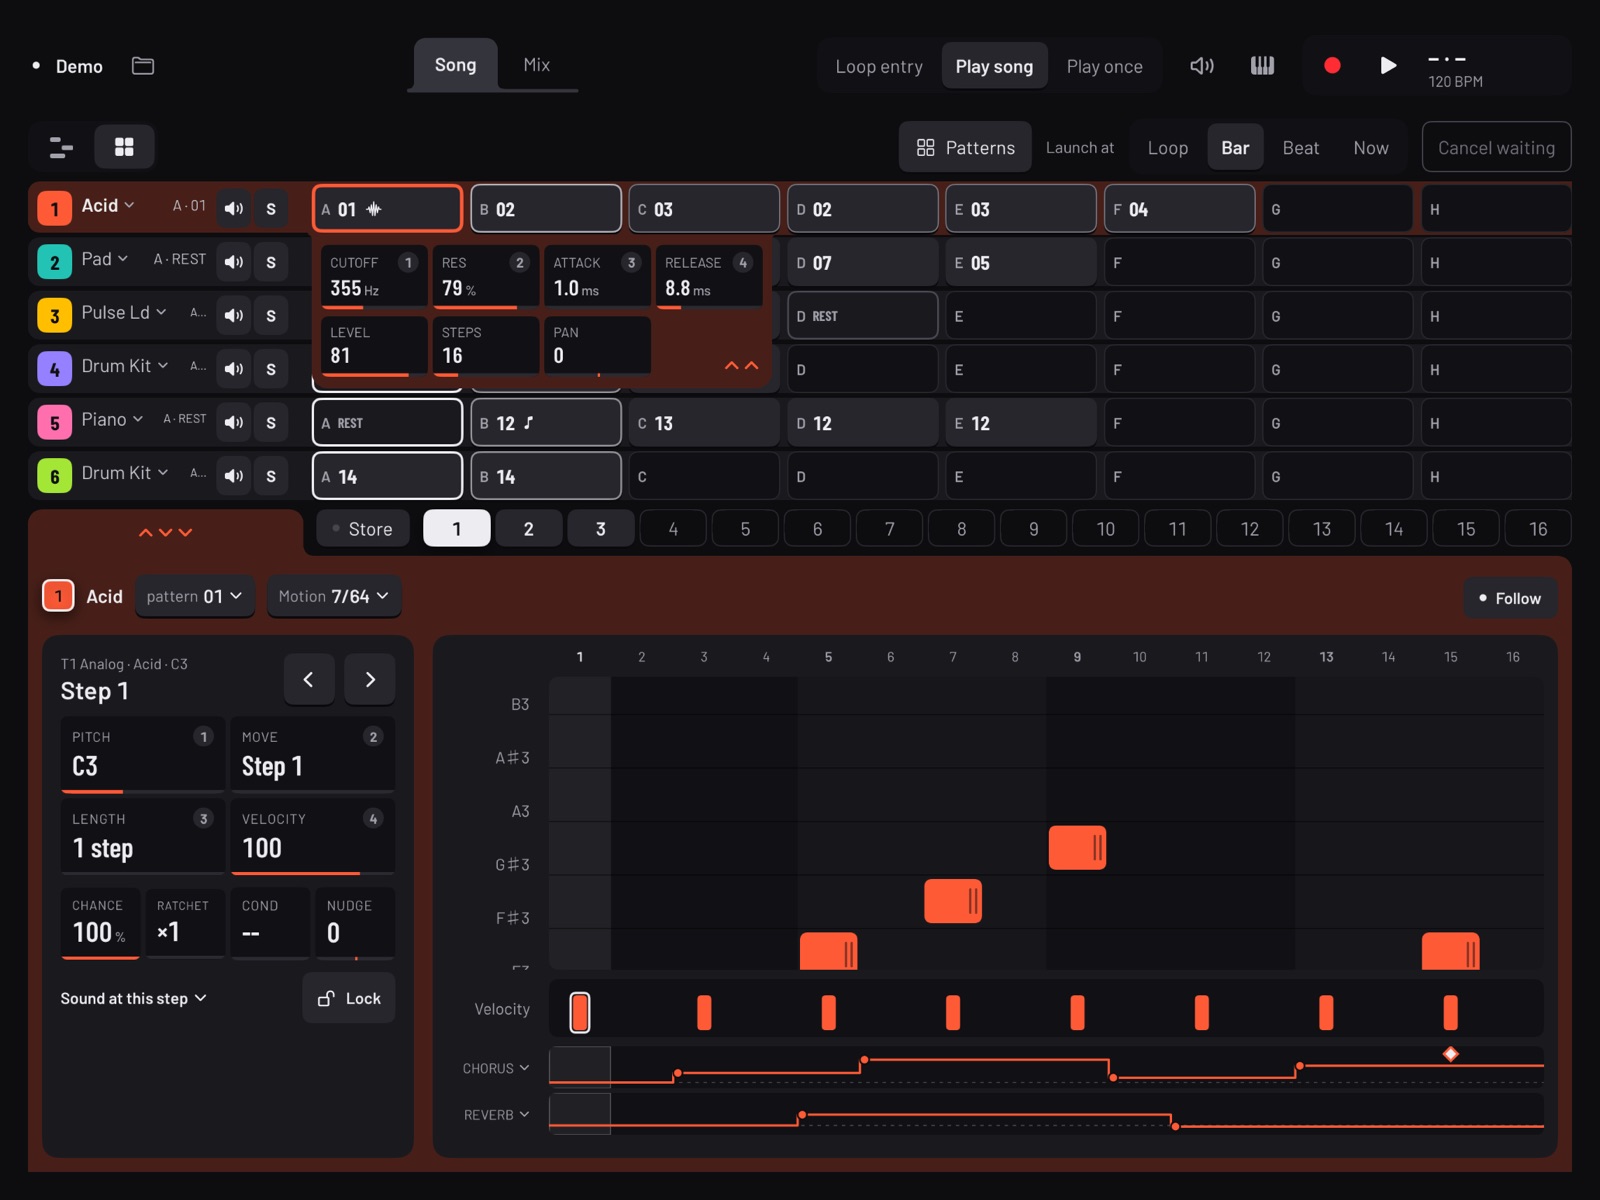 Demo
Song Mix
Loop entry Play song Play once
120 BPM
Patterns Launch at Loop Bar Beat Now Cancel waiting
1 Acid A·01 S A 01 B 02 C 03 D 02 E 03 F 04 G H
2 Pad A·REST S D 07 E 05 F G H
CUTOFF 1 RES 2 ATTACK 3 RELEASE 4
355 Hz 79 % 1.0 ms 8.8 ms
3 Pulse Ld A... S D REST E F G H
LEVEL STEPS PAN
81 16 0
4 Drum Kit A... S D E F G H
5 Piano A·REST S A REST B 12 C 13 D 12 E 12 F G H
6 Drum Kit A... S A 14 B 14 C D E F G H
Store 1 2 3 4 5 6 7 8 9 10 11 12 13 14 15 16
1 Acid pattern 01 Motion 7/64 Follow
T1 Analog · Acid · C3
Step 1
PITCH 1 MOVE 2
C3 Step 1
LENGTH 3 VELOCITY 4
1 step 100
CHANCE RATCHET COND NUDGE
100 % ×1 -- 0
Sound at this step Lock
1 2 3 4 5 6 7 8 9 10 11 12 13 14 15 16
B3
A♯3
A3
G♯3
F♯3
Velocity
CHORUS
REVERB